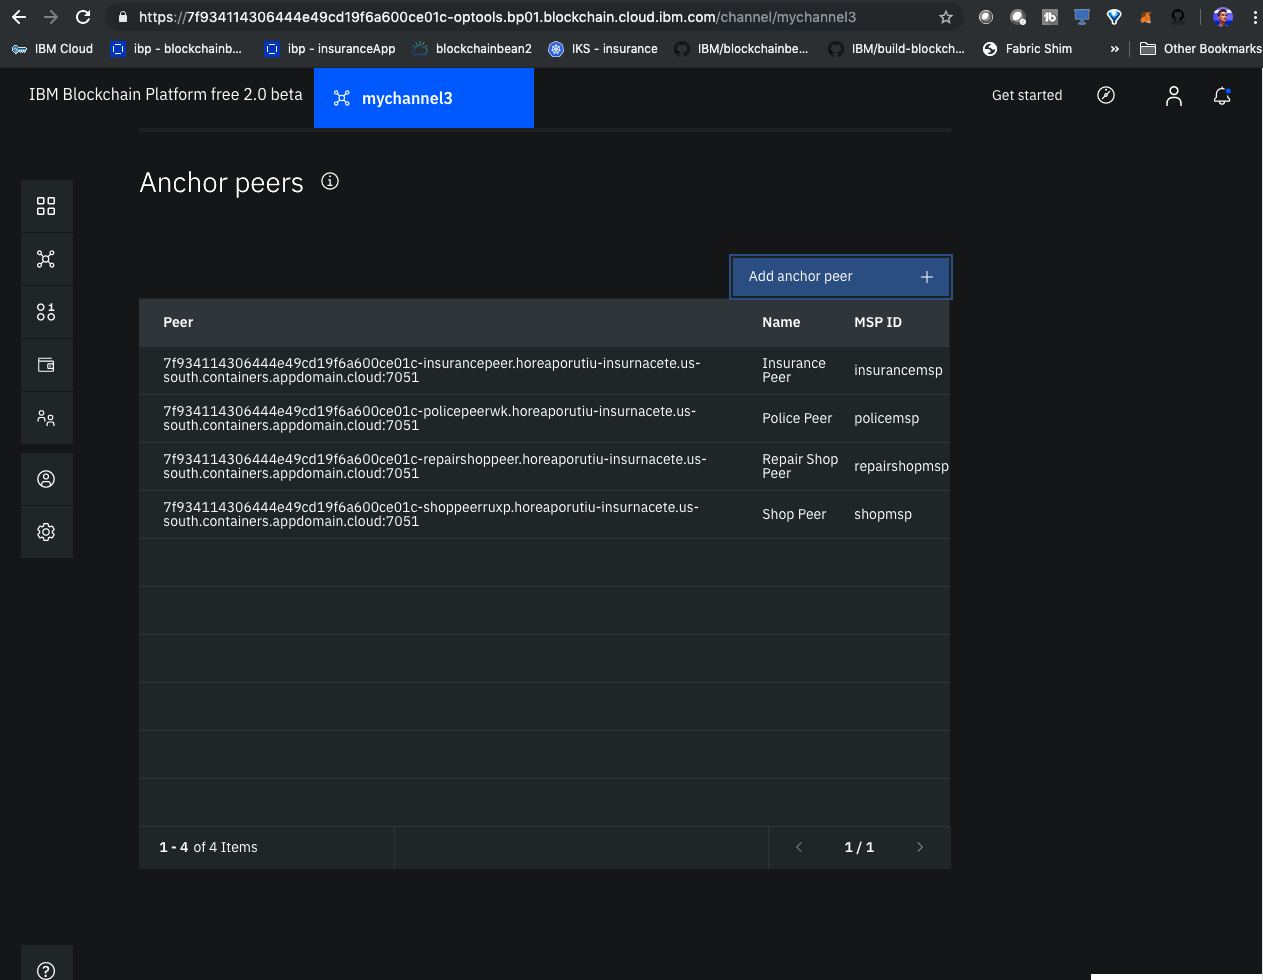 https://7f934114306444e49cd19f6a600ce01c-optools.bp01.blockchain.cloud.ibm.com/channel/mychannel3
IBM Cloud ibp - blockchainb... ibp - insuranceApp blockchainbean2 IKS - insurance IBM/blockchainbe... IBM/build-blockch... Fabric Shim » Other Bookmarks
IBM Blockchain Platform free 2.0 beta mychannel3 Get started
Anchor peers
Add anchor peer
Peer Name MSP ID
7f934114306444e49cd19f6a600ce01c-insurancepeer.horeaporutiu-insurnacete.us-
south.containers.appdomain.cloud:7051
Insurance
Peer
insurancemsp
7f934114306444e49cd19f6a600ce01c-policepeerwk.horeaporutiu-insurnacete.us-
south.containers.appdomain.cloud:7051
Police Peer
policemsp
7f934114306444e49cd19f6a600ce01c-repairshoppeer.horeaporutiu-insurnacete.us-
south.containers.appdomain.cloud:7051
Repair Shop
Peer
repairshopmsp
7f934114306444e49cd19f6a600ce01c-shoppeerruxp.horeaporutiu-insurnacete.us-
south.containers.appdomain.cloud:7051
Shop Peer
shopmsp
1 - 4 of 4 Items 1 / 1